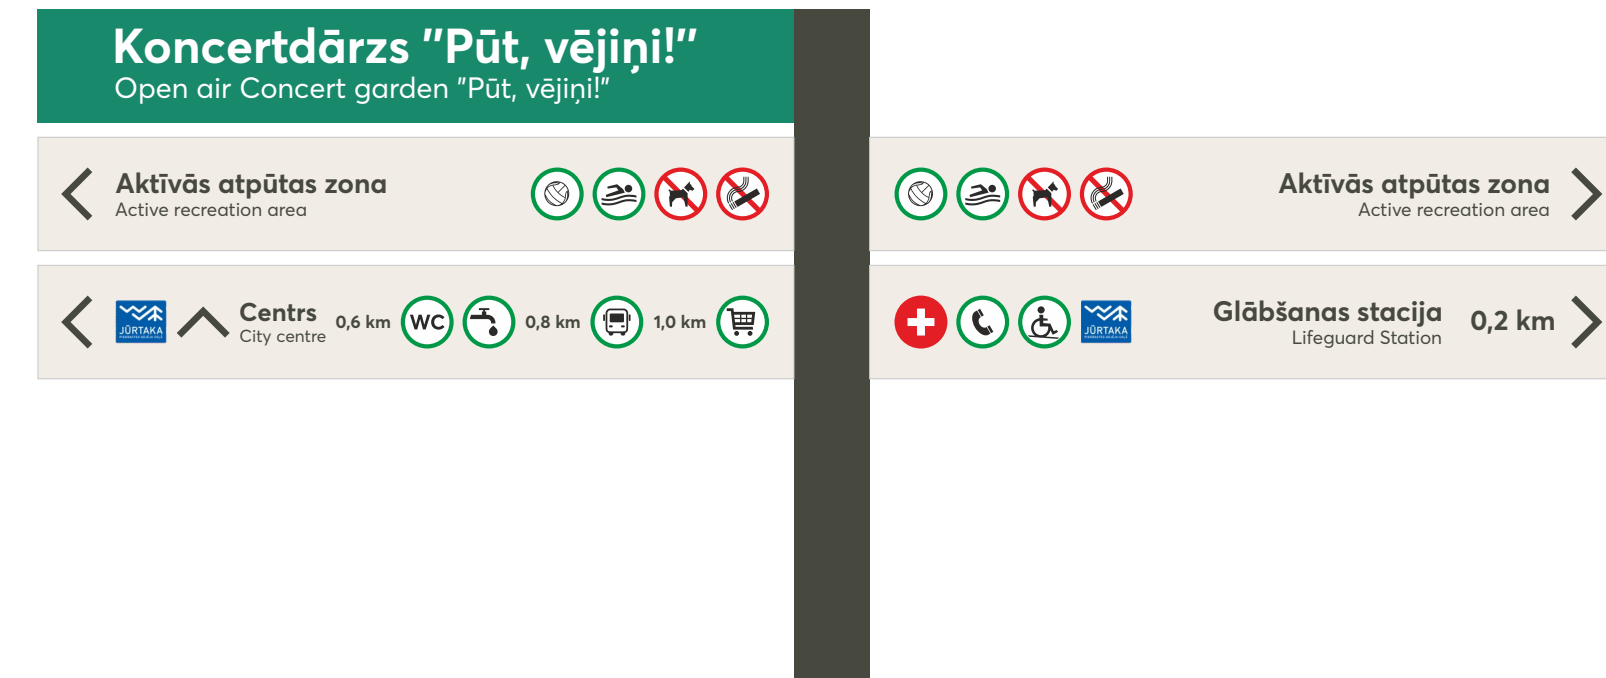 Koncertdārzs "Pūt, vējiņi!"
Open air Concert garden "Pūt, vējiņi!"
Aktīvās atpūtas zona
Active recreation area
JŪRTAKA
Centrs
City centre
0,6 km
WC
0,8 km
1,0 km
Aktīvās atpūtas zona
Active recreation area
JŪRTAKA
Glābšanas stacija
Lifeguard Station
0,2 km